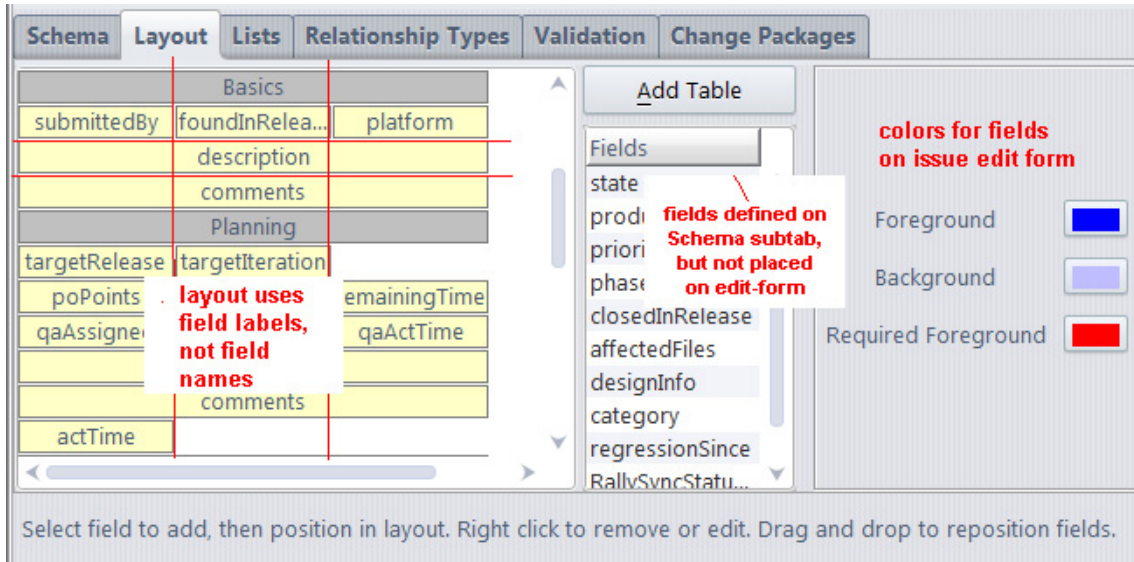 Schema Layout Lists Relationship Types Validation Change Packages
Basics
submittedBy foundInRelea... platform
description
comments
Planning
targetRelease targetIteration
poPoints emainingTime
qaAssigne qaActTime
comments
actTime
layout uses
field labels,
not field
names
Add Table
Fields
state
produ
priori
phase
closedInRelease
affectedFiles
designInfo
category
regressionSince
RallySyncStatu...
fields defined on
Schema subtab,
but not placed
on edit-form
colors for fields
on issue edit form
Foreground
Background
Required Foreground
Select field to add, then position in layout. Right click to remove or edit. Drag and drop to reposition fields.